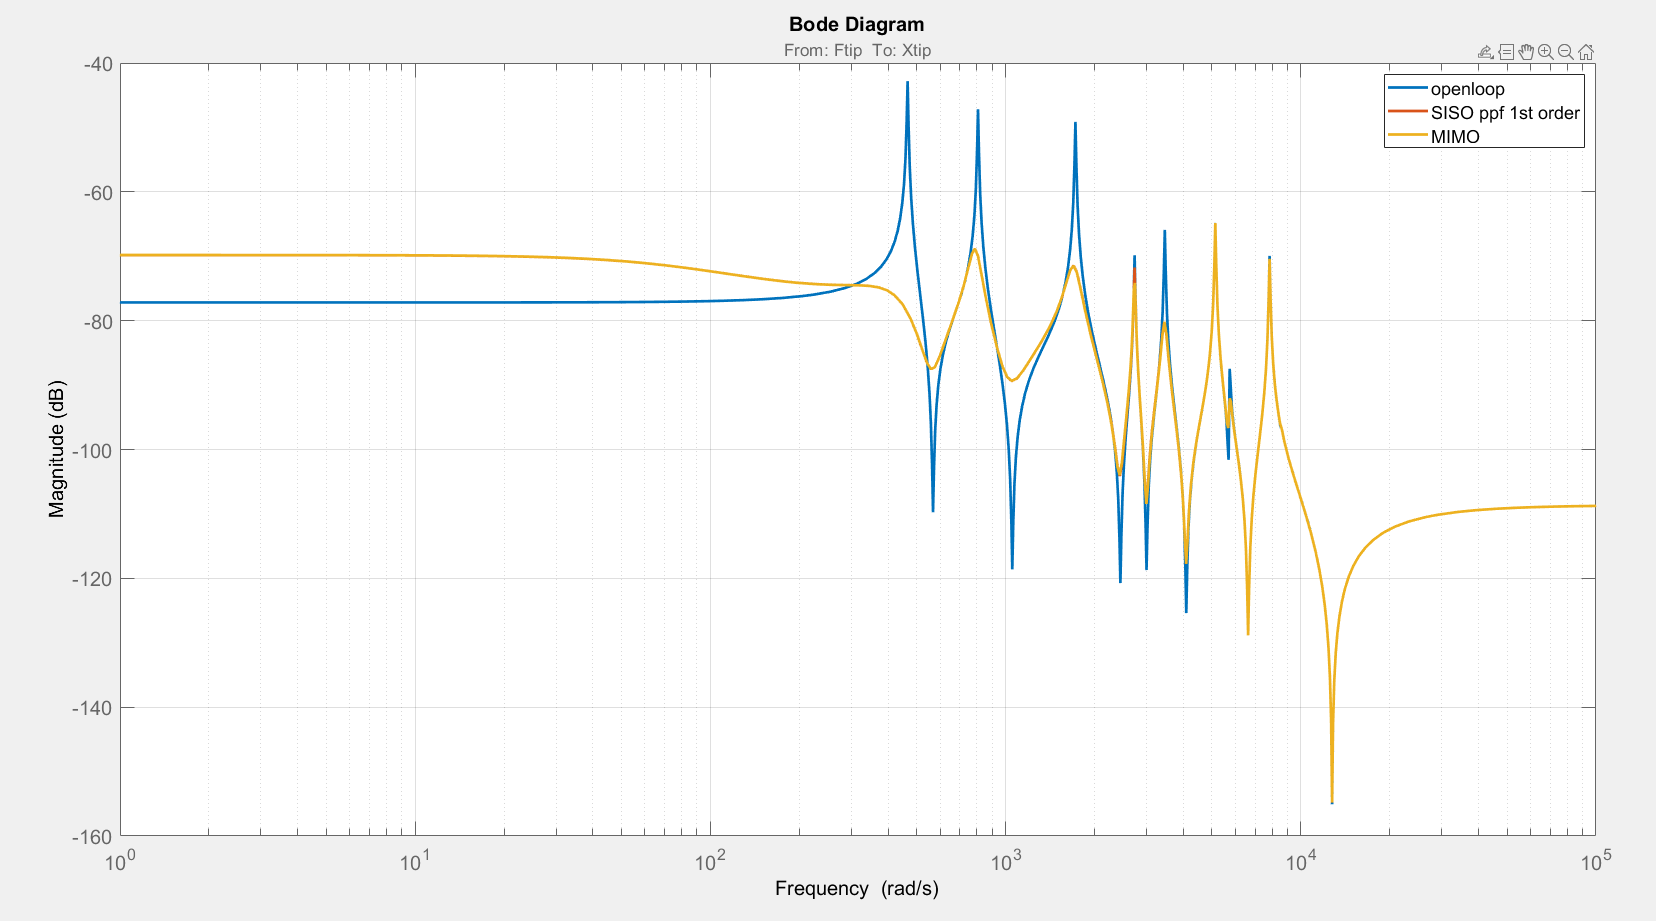 Bode Diagram
From: Ftip  To: Xtip
openloop
SISO ppf 1st order
MIMO
Magnitude (dB)
-40
-60
-80
-100
-120
-140
-160
10^0 10^1 10^2 10^3 10^4 10^5
Frequency  (rad/s)